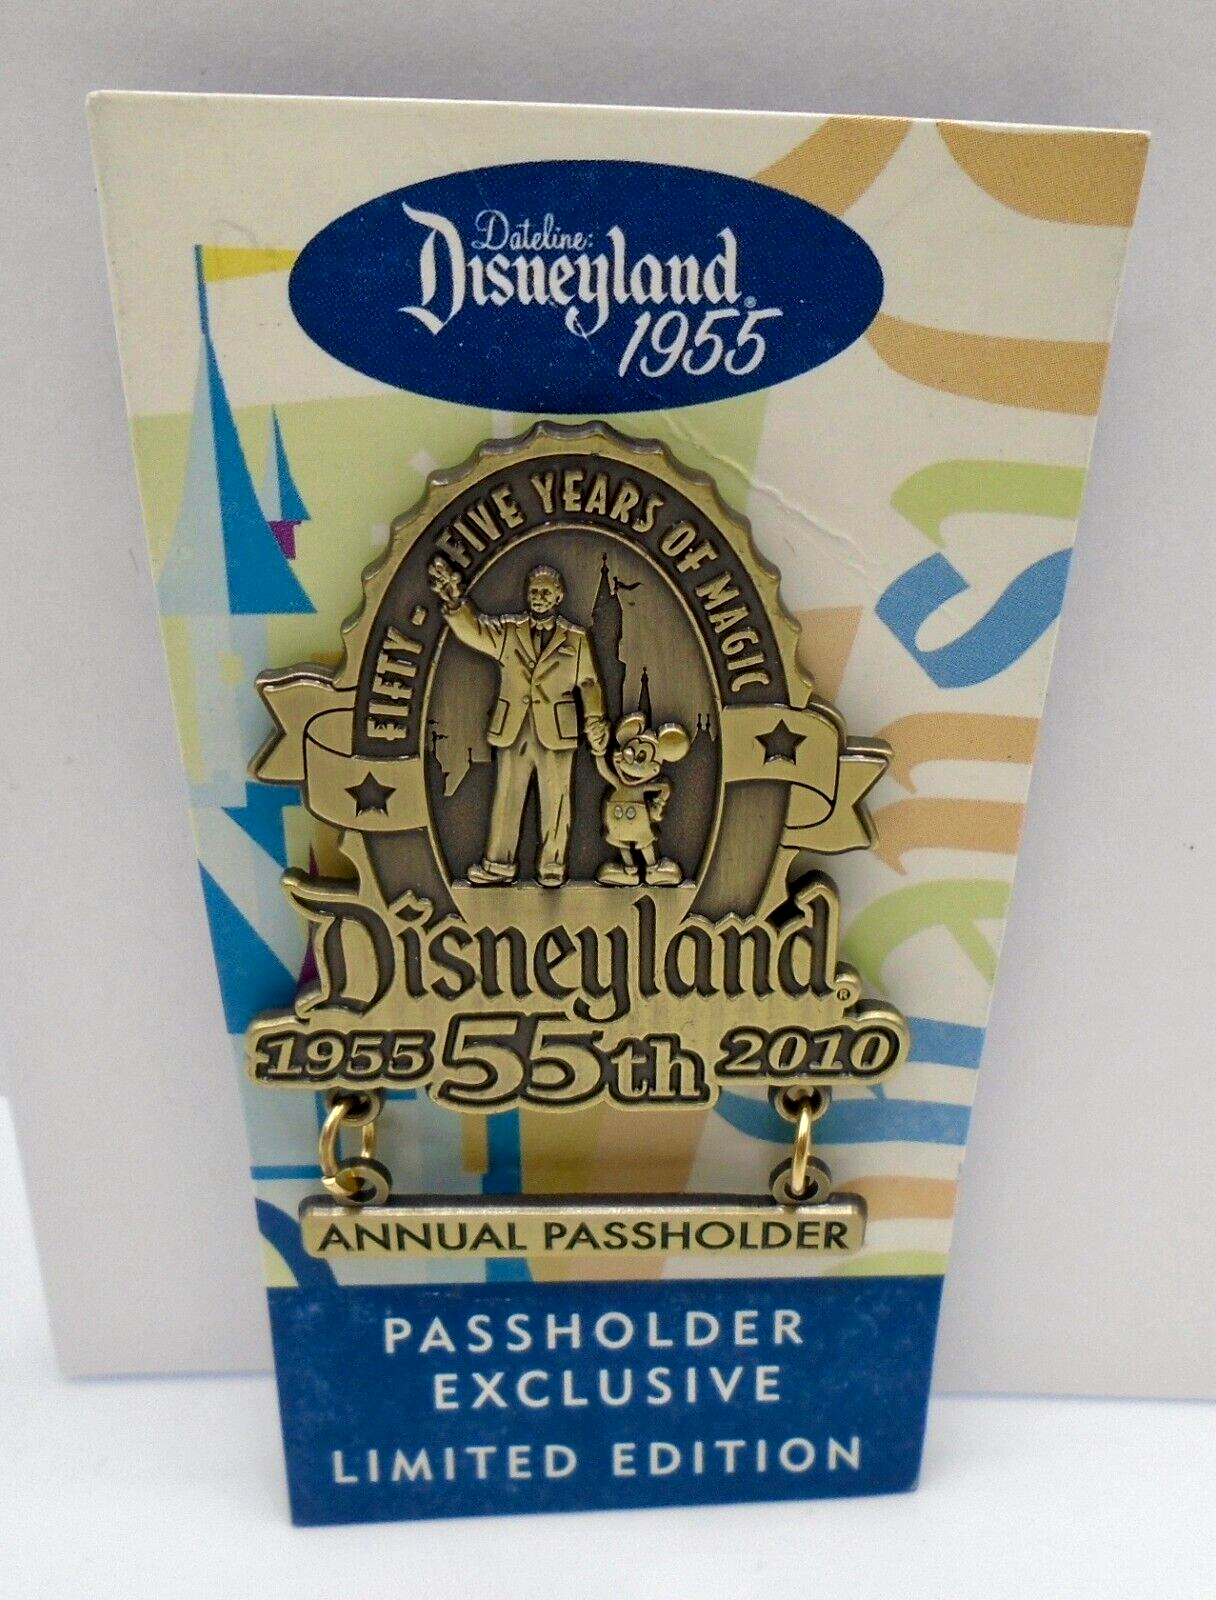 Dateline:
Disneyland®
1955
FIFTY-FIVE YEARS OF MAGIC
Disneyland®
1955 55th 2010
ANNUAL PASSHOLDER
PASSHOLDER
EXCLUSIVE
LIMITED EDITION